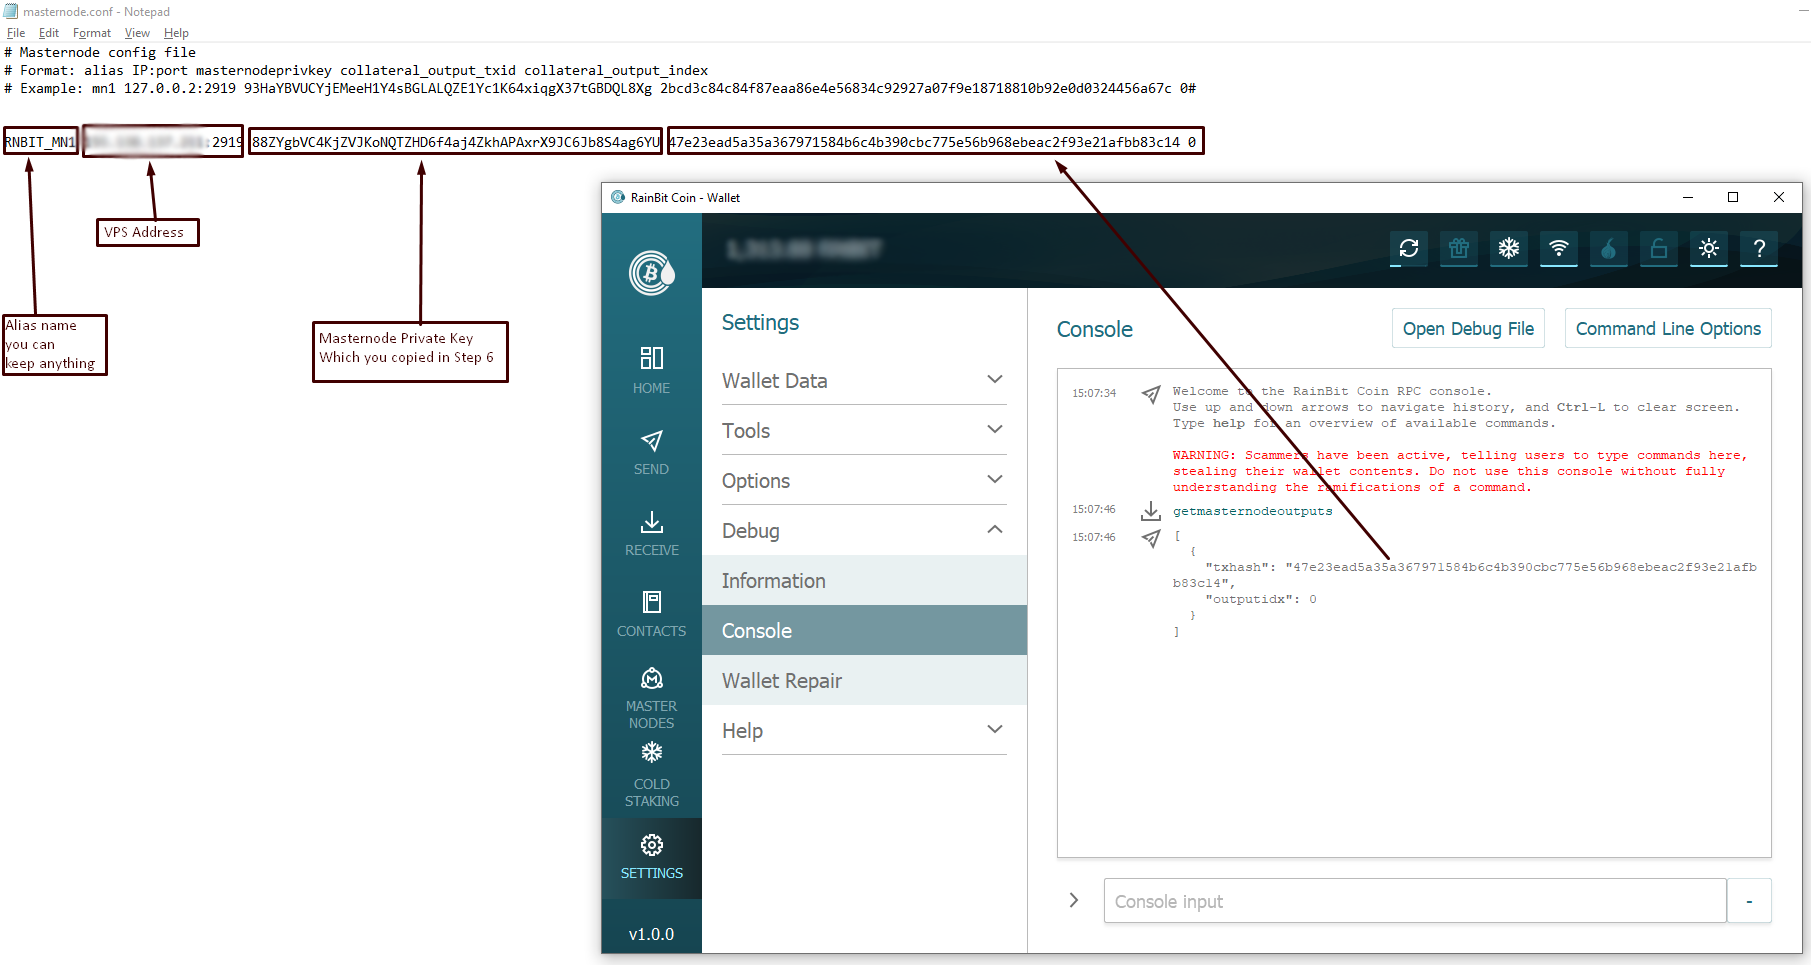 masternode.conf - Notepad
File Edit Format View Help
# Masternode config file
# Format: alias IP:port masternodeprivkey collateral_output_txid collateral_output_index
# Example: mn1 127.0.0.2:2919 93HaYBVUCYjEMeeH1Y4sBGLALQZE1Yc1K64xiqgX37tGBDQL8Xg 2bcd3c84c84f87eaa86e4e56834c92927a07f9e18718810b92e0d0324456a67c 0#
RNBIT_MN1 :2919 88ZYgbVC4KjZVJKoNQTZHD6f4aj4ZkhAPAxrX9JC6Jb8S4ag6YU 47e23ead5a35a367971584b6c4b390cbc775e56b968ebeac2f93e21afbb83c14 0
VPS Address
Alias name
you can
keep anything
Masternode Private Key
Which you copied in Step 6
RainBit Coin - Wallet
HOME
SEND
RECEIVE
CONTACTS
MASTER
NODES
COLD
STAKING
SETTINGS
v1.0.0
Settings
Wallet Data
Tools
Options
Debug
Information
Console
Wallet Repair
Help
Console
Open Debug File
Command Line Options
15:07:34 Welcome to the RainBit Coin RPC console.
Use up and down arrows to navigate history, and Ctrl-L to clear screen.
Type help for an overview of available commands.
WARNING: Scammers have been active, telling users to type commands here,
stealing their wallet contents. Do not use this console without fully
understanding the ramifications of a command.
15:07:46 getmasternodeoutputs
15:07:46 [
{
"txhash": "47e23ead5a35a367971584b6c4b390cbc775e56b968ebeac2f93e21afb
b83c14",
"outputidx": 0
}
]
Console input
-